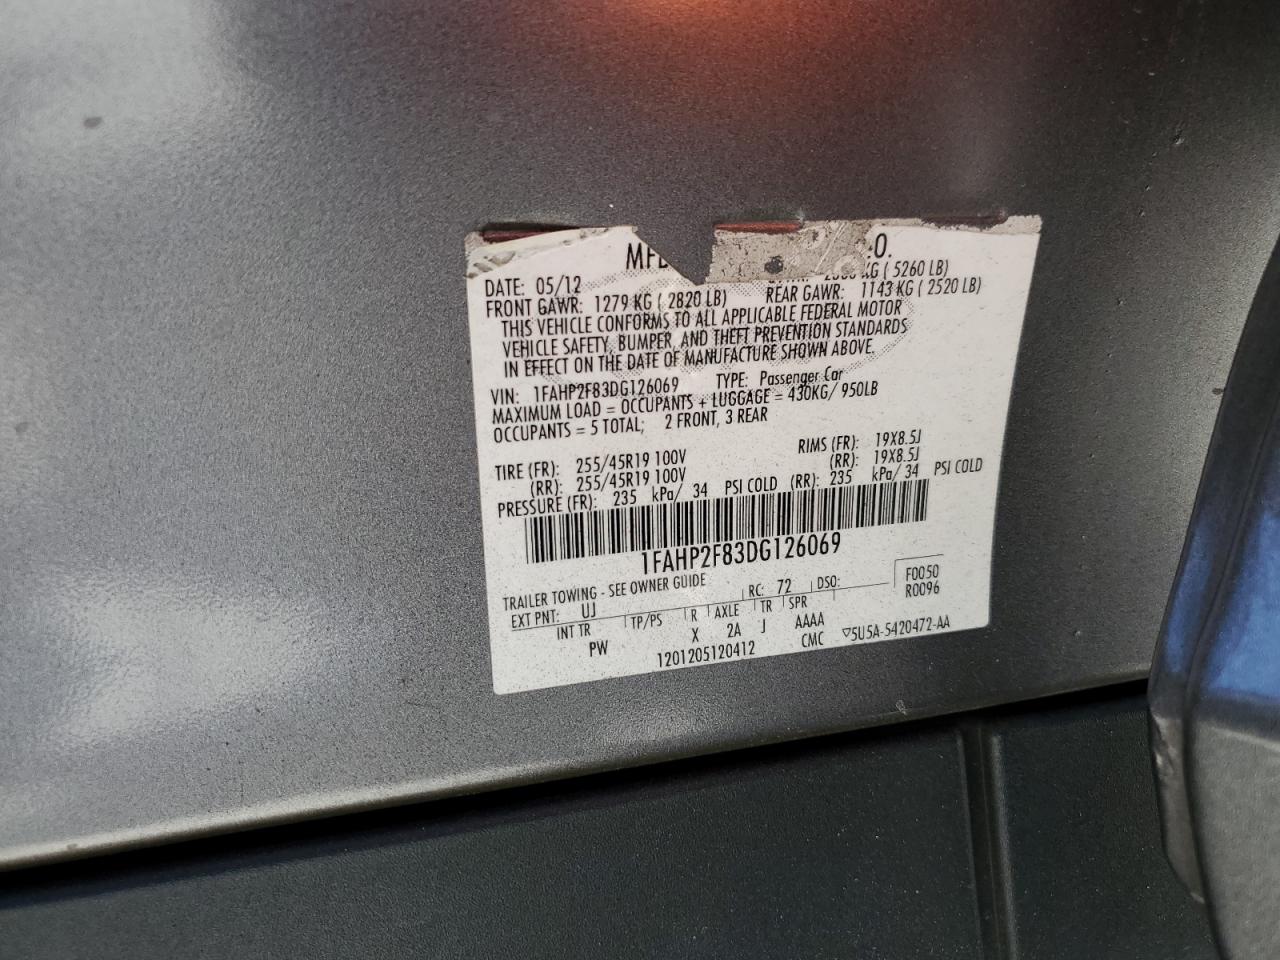 O.
DATE: 05/12 KG ( 5260 LB)
FRONT GAWR: 1279 KG ( 2820 LB) REAR GAWR: 1143 KG ( 2520 LB)
THIS VEHICLE CONFORMS TO ALL APPLICABLE FEDERAL MOTOR
VEHICLE SAFETY, BUMPER, AND THEFT PREVENTION STANDARDS
IN EFFECT ON THE DATE OF MANUFACTURE SHOWN ABOVE.
VIN: 1FAHP2F83DG126069 TYPE: Passenger Car
MAXIMUM LOAD = OCCUPANTS + LUGGAGE = 430KG/ 950LB
OCCUPANTS = 5 TOTAL; 2 FRONT, 3 REAR
TIRE (FR): 255/45R19 100V RIMS (FR): 19X8.5J
(RR): 255/45R19 100V (RR): 19X8.5J
PRESSURE (FR): 235 kPa/ 34 PSI COLD (RR): 235 kPa/ 34 PSI COLD
1FAHP2F83DG126069
TRAILER TOWING - SEE OWNER GUIDE
EXT PNT: UJ RC: 72 DSO: F0050
INT TR TP/PS R AXLE TR SPR R0096
PW X 2A J AAAA
1201205120412 CMC ▽5U5A-5420472-AA